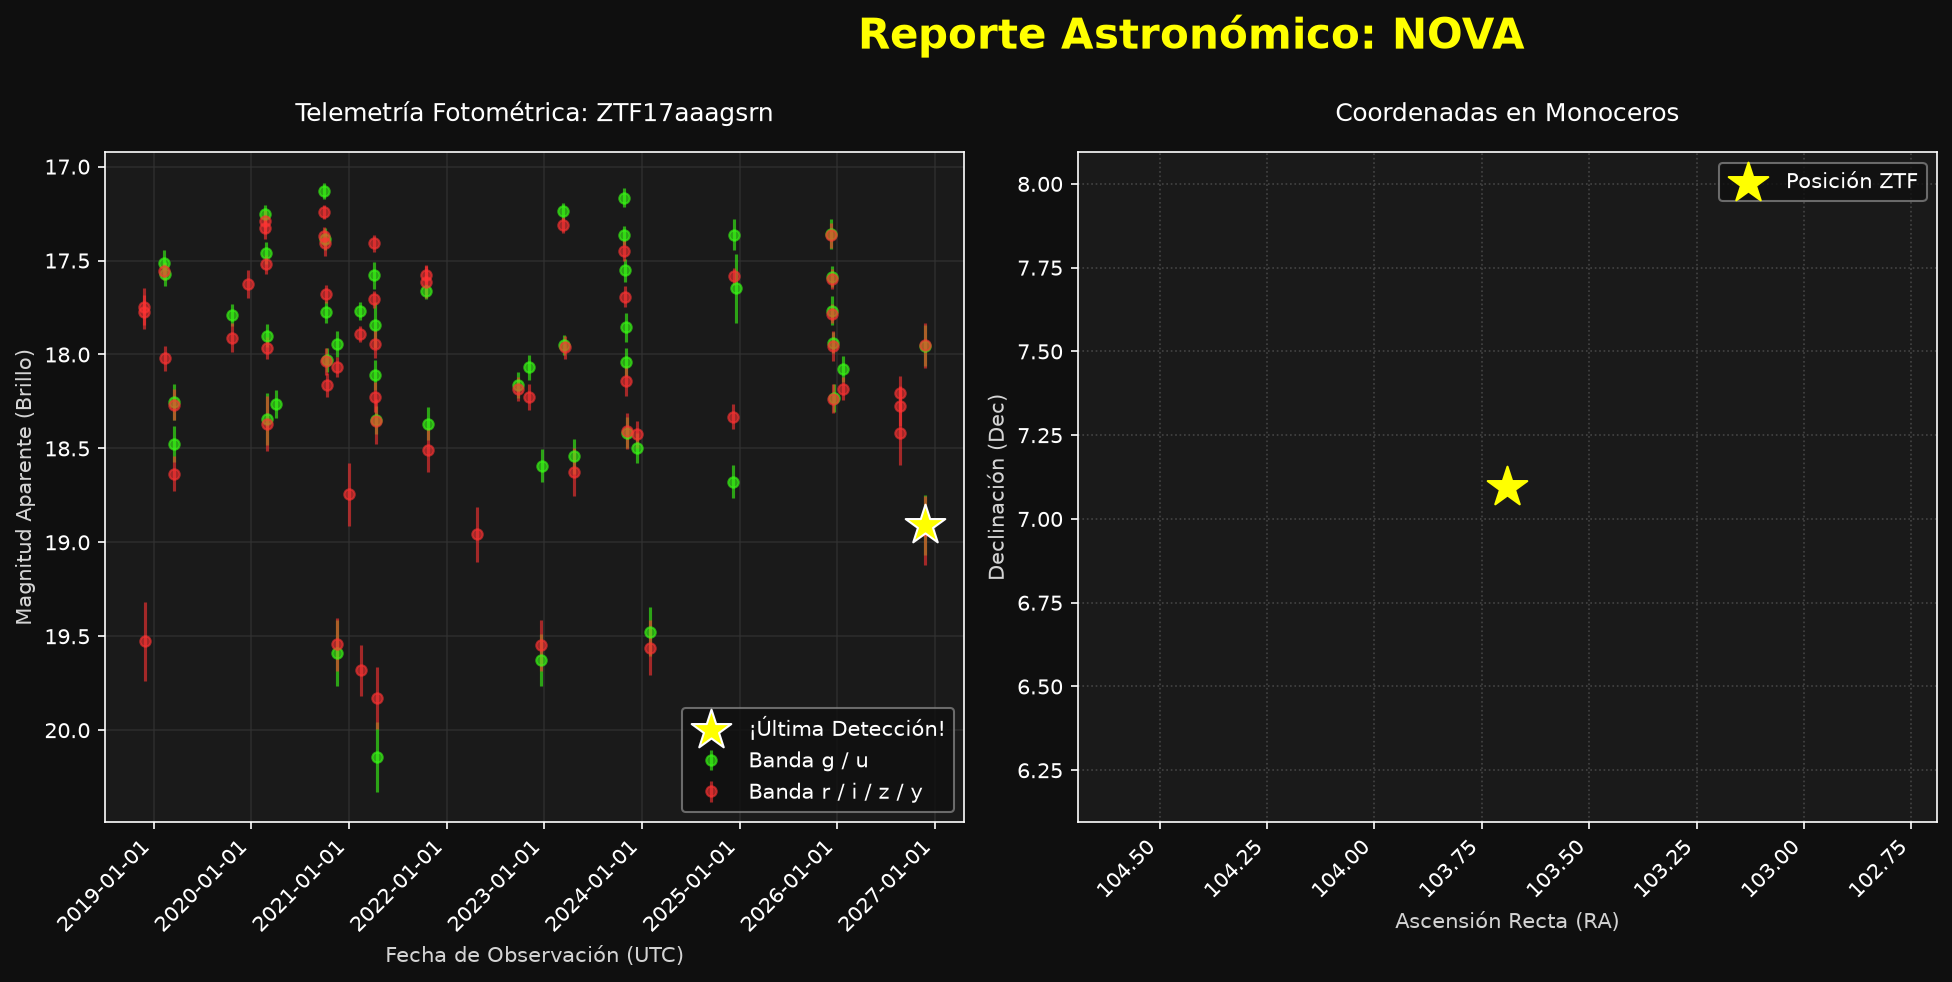 Reporte Astronómico: NOVA
Telemetría Fotométrica: ZTF17aaagsrn
Magnitud Aparente (Brillo)
17.0
17.5
18.0
18.5
19.0
19.5
20.0
¡Última Detección!
Banda g / u
Banda r / i / z / y
2019-01-01
2020-01-01
2021-01-01
2022-01-01
2023-01-01
2024-01-01
2025-01-01
2026-01-01
2027-01-01
Fecha de Observación (UTC)
Coordenadas en Monoceros
Posición ZTF
Declinación (Dec)
8.00
7.75
7.50
7.25
7.00
6.75
6.50
6.25
104.50
104.25
104.00
103.75
103.50
103.25
103.00
102.75
Ascensión Recta (RA)